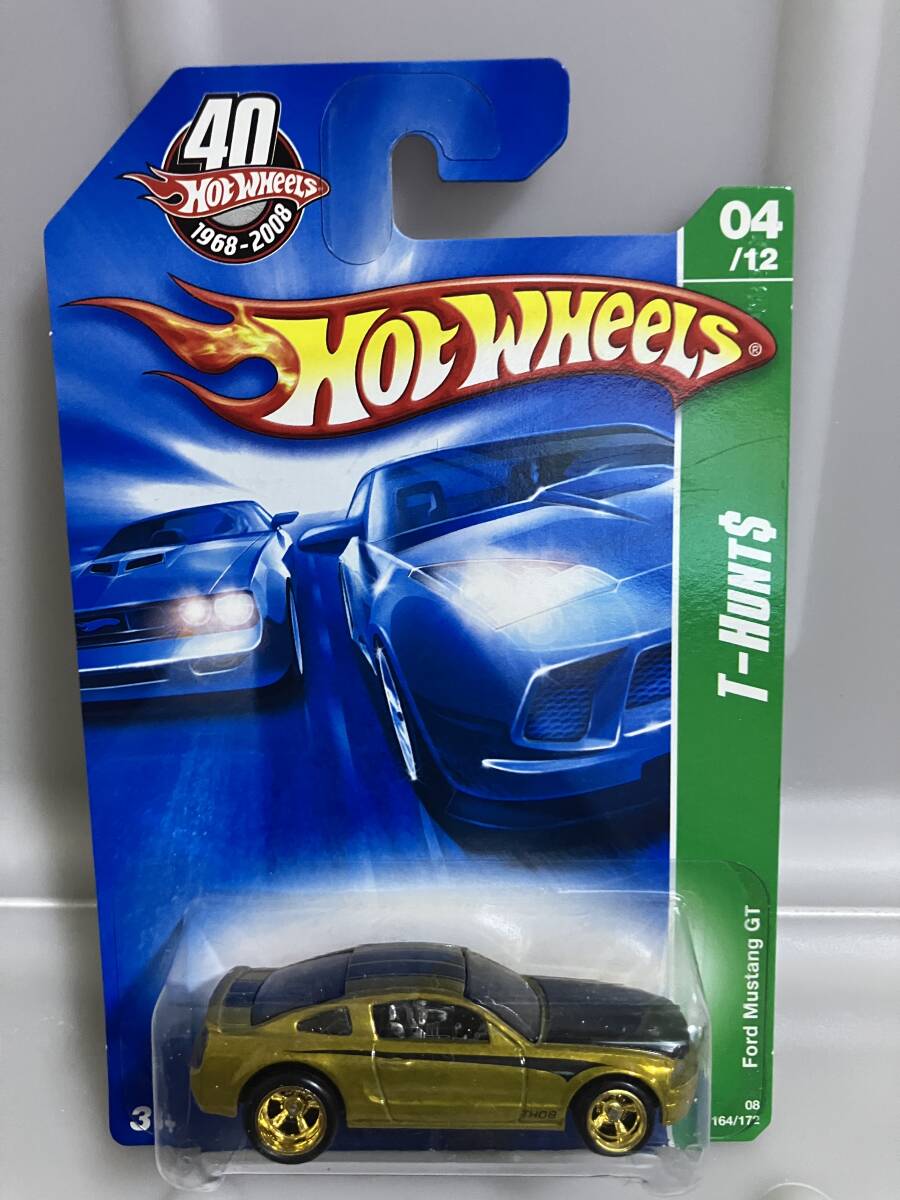 40
HOT WHEELS
1968-2008
04
/12
HOT WHEELS ®
T-HUNT$
Ford Mustang GT
08
164/172
TH08